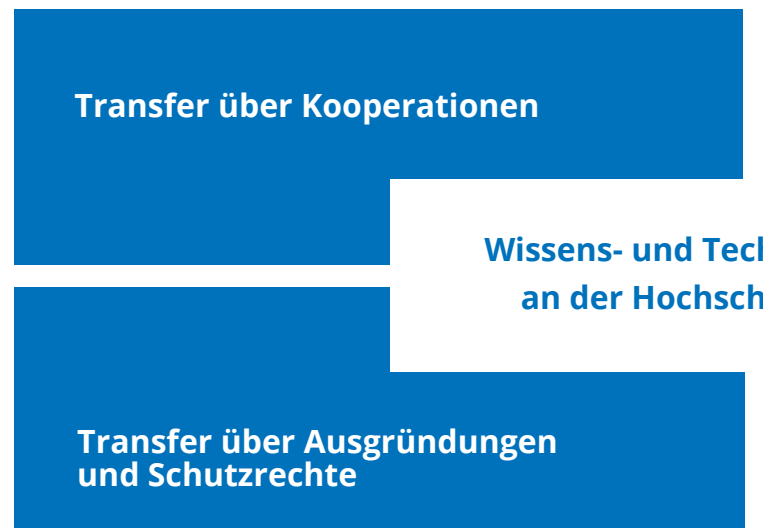 Transfer über Kooperationen
Wissens- und
an der
Transfer über Ausgründungen
und Schutzrechte